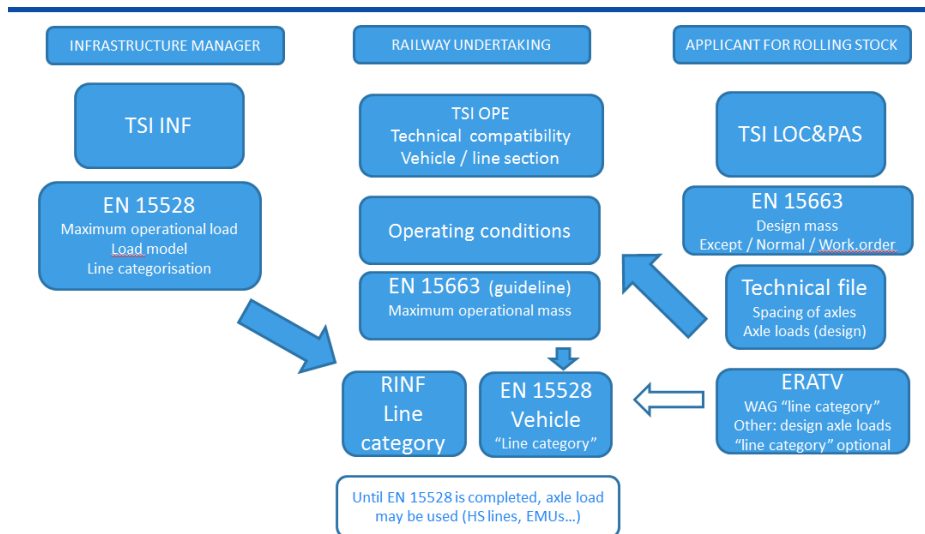 INFRASTRUCTURE MANAGER
RAILWAY UNDERTAKING
APPLICANT FOR ROLLING STOCK
TSI INF
EN 15528
Maximum operational load
Load model
Line categorisation
TSI OPE
Technical compatibility
Vehicle / line section
Operating conditions
EN 15663 (guideline)
Maximum operational mass
RINF
Line
category
EN 15528
Vehicle
“Line category”
TSI LOC&PAS
EN 15663
Design mass
Except / Normal / Work.order
Technical file
Spacing of axles
Axle loads (design)
ERATV
WAG “line category”
Other: design axle loads
“line category” optional
Until EN 15528 is completed, axle load
may be used (HS lines, EMUs...)